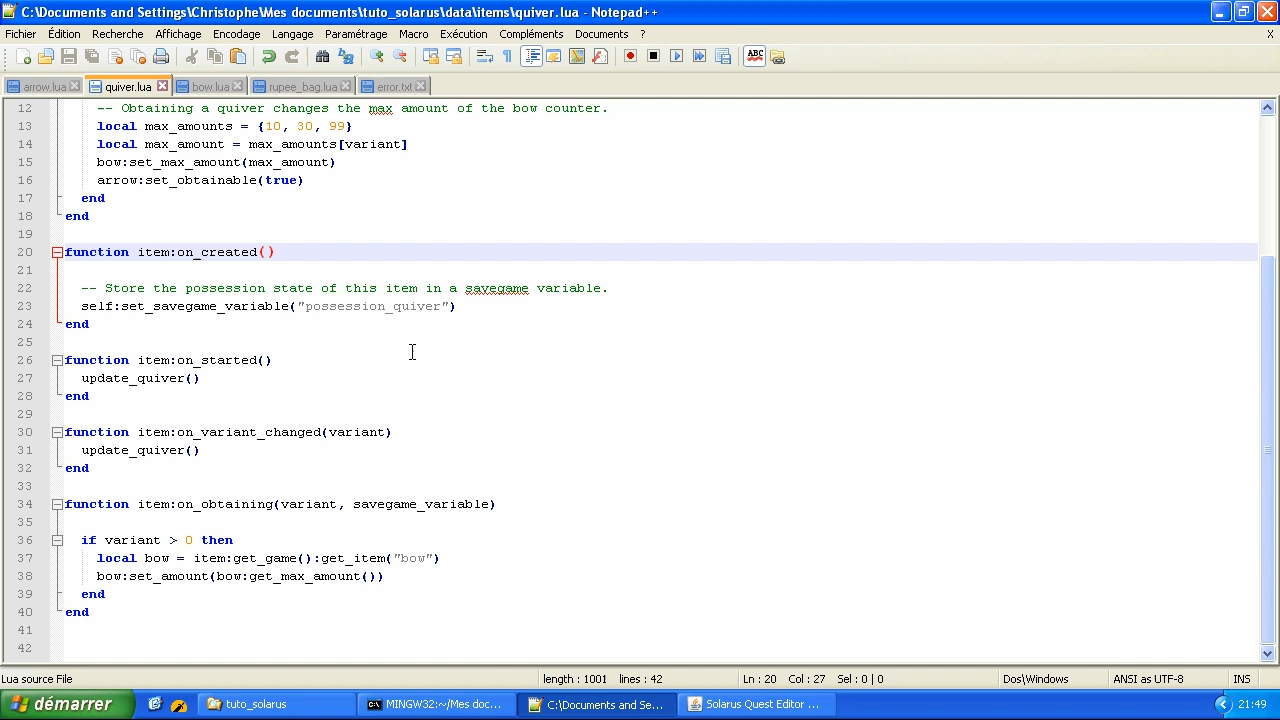 C:\Documents and Settings\Christophe\Mes documents\tuto_solarus\data\items\quiver.lua - Notepad++
Fichier Édition Recherche Affichage Encodage Langage Paramétrage Macro Exécution Compléments Documents ? X
ABC
arrow.lua quiver.lua bow.lua rupee_bag.lua error.txt
12 -- Obtaining a quiver changes the max amount of the bow counter.
13 local max_amounts = {10, 30, 99}
14 local max_amount = max_amounts[variant]
15 bow:set_max_amount(max_amount)
16 arrow:set_obtainable(true)
17 end
18 end
19
20 function item:on_created()
21
22 -- Store the possession state of this item in a savegame variable.
23 self:set_savegame_variable("possession_quiver")
24 end
25
26 function item:on_started()
27 update_quiver()
28 end
29
30 function item:on_variant_changed(variant)
31 update_quiver()
32 end
33
34 function item:on_obtaining(variant, savegame_variable)
35
36 if variant > 0 then
37 local bow = item:get_game():get_item("bow")
38 bow:set_amount(bow:get_max_amount())
39 end
40 end
41
42
Lua source File length : 1001 lines : 42 Ln : 20 Col : 27 Sel : 0 | 0 Dos\Windows ANSI as UTF-8 INS
démarrer tuto_solarus MINGW32:~/Mes doc... C:\Documents and Se... Solarus Quest Editor ... 21:49